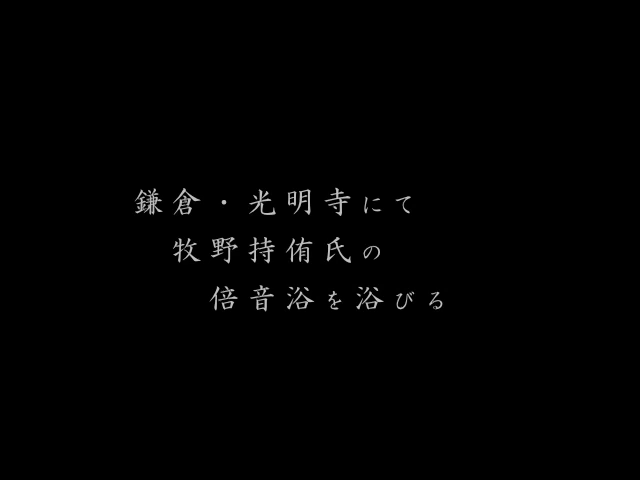 鎌倉・光明寺にて
牧野持侑氏の
倍音浴を浴びる